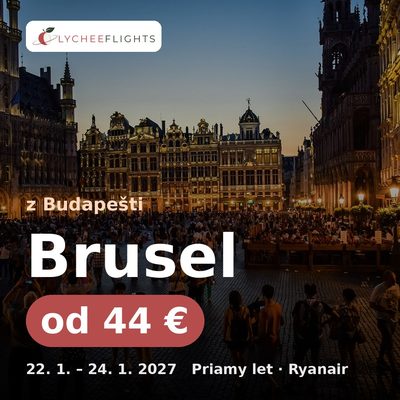 LYCHEEFLIGHTS
z Budapešti
Brusel
od 44 €
22. 1. – 24. 1. 2027 Priamy let · Ryanair